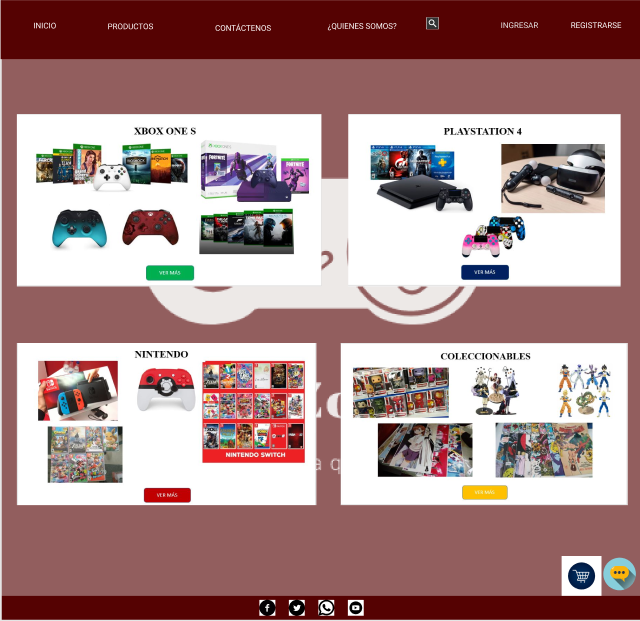 INICIO
PRODUCTOS
CONTÁCTENOS
¿QUIENES SOMOS?
INGRESAR
REGISTRARSE
XBOX ONE S
VER MÁS
PLAYSTATION 4
VER MÁS
NINTENDO
NINTENDO SWITCH
VER MÁS
COLECCIONABLES
VER MÁS